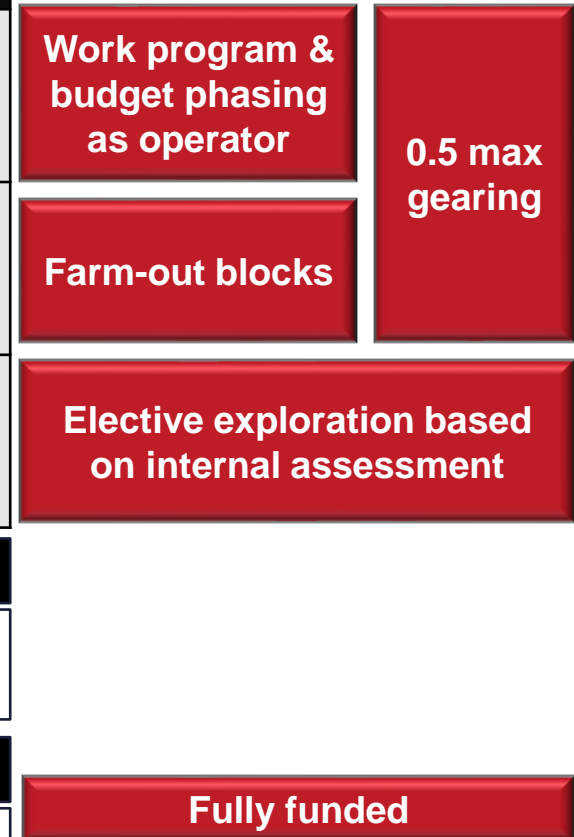 Work program &
budget phasing
as operator
0.5 max
gearing
Farm-out blocks
Elective exploration based
on internal assessment
Fully funded